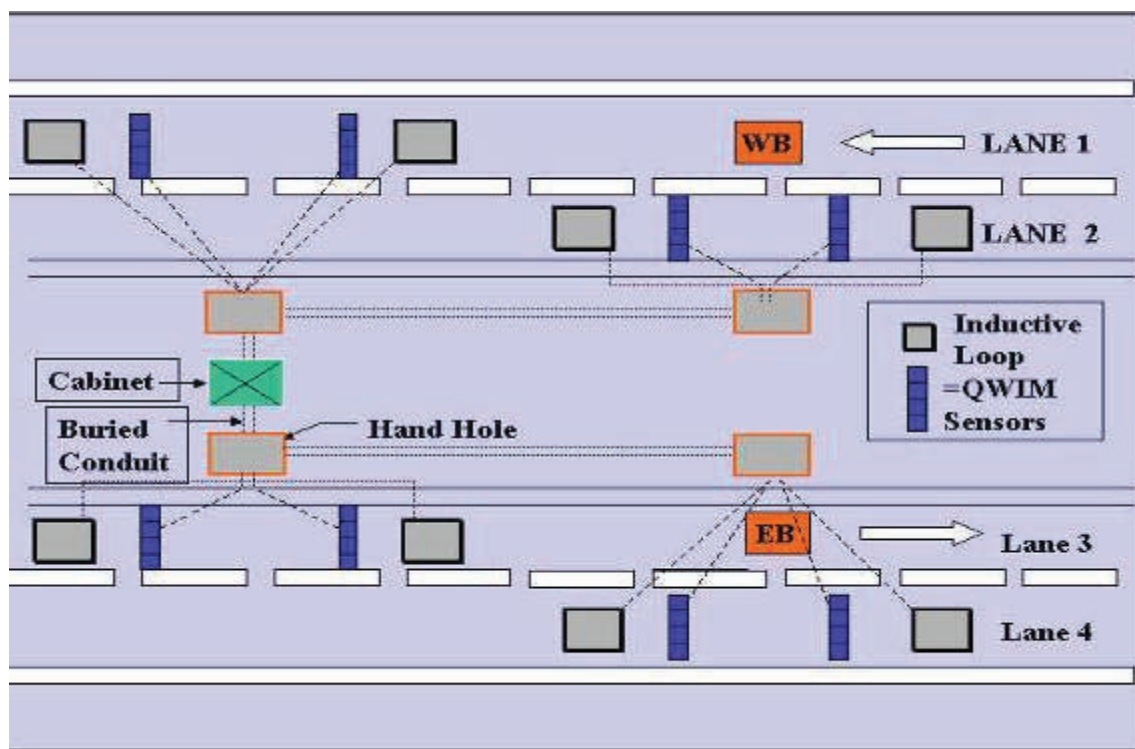 WB
LANE 1
LANE 2
Inductive
Loop
=QWIM
Sensors
Cabinet
Buried
Conduit
Hand Hole
EB
Lane 3
Lane 4